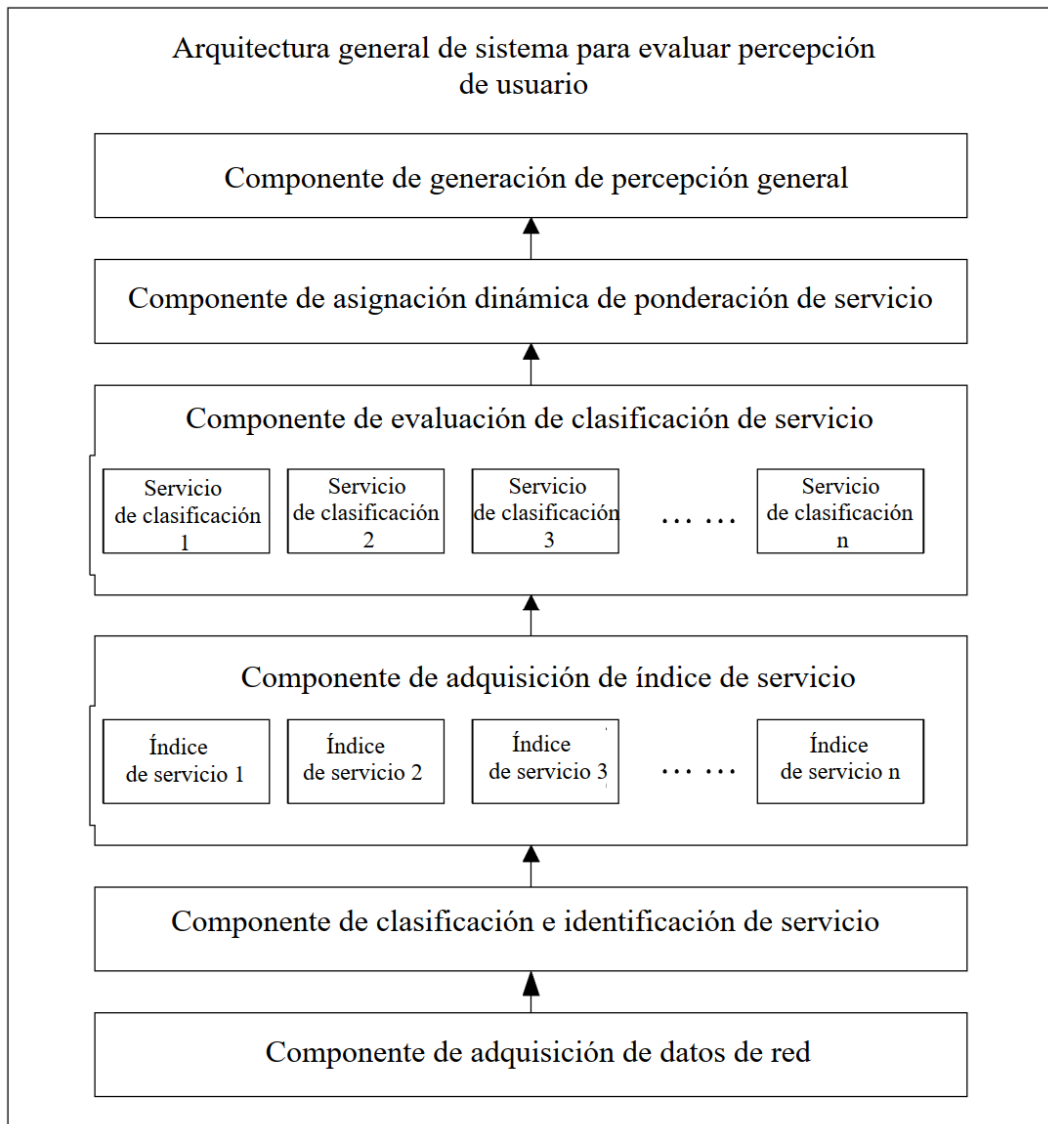 Arquitectura general de sistema para evaluar percepción
de usuario
Componente de generación de percepción general
Componente de asignación dinámica de ponderación de servicio
Componente de evaluación de clasificación de servicio
Servicio
de clasificación
1
Servicio
de clasificación
2
Servicio
de clasificación
3
... ...
Servicio
de clasificación
n
Componente de adquisición de índice de servicio
Índice
de servicio 1
Índice
de servicio 2
Índice
de servicio 3
... ...
Índice
de servicio n
Componente de clasificación e identificación de servicio
Componente de adquisición de datos de red